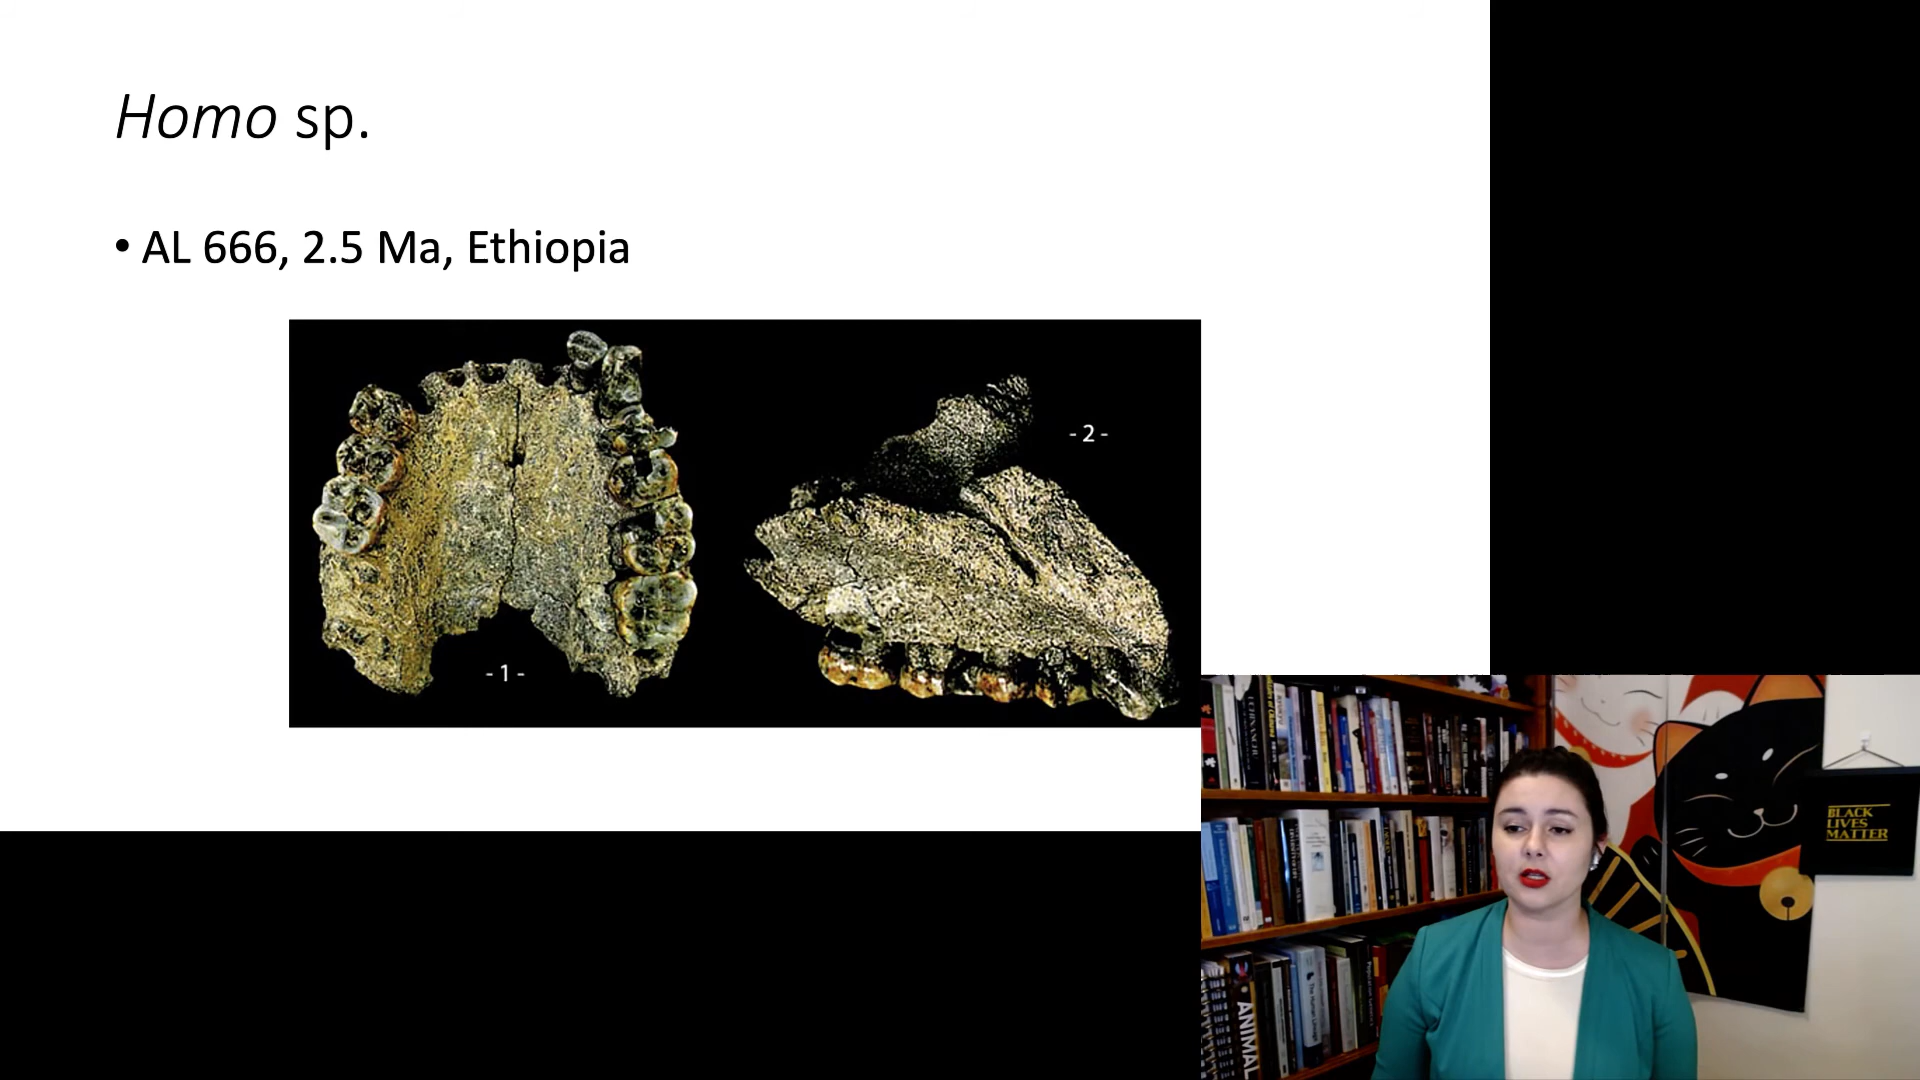 Homo sp.
• AL 666, 2.5 Ma, Ethiopia
- 1 -
- 2 -
BLACK
LIVES
MATTER
ANIMAL